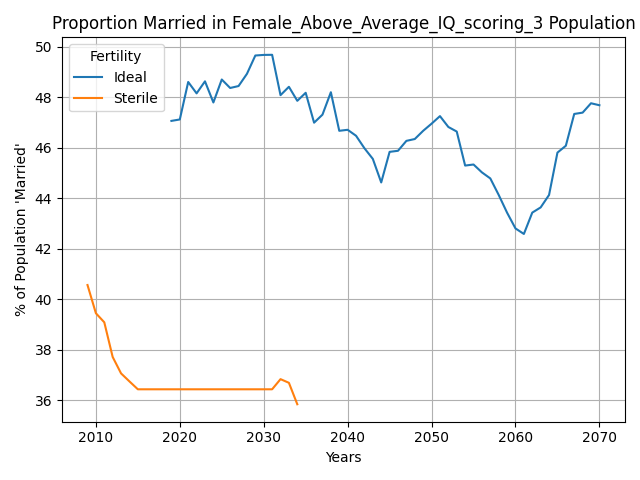 Proportion Married in Female_Above_Average_IQ_scoring_3 Population
Fertility
Ideal
Sterile
% of Population 'Married'
50
48
46
44
42
40
38
36
2010 2020 2030 2040 2050 2060 2070
Years